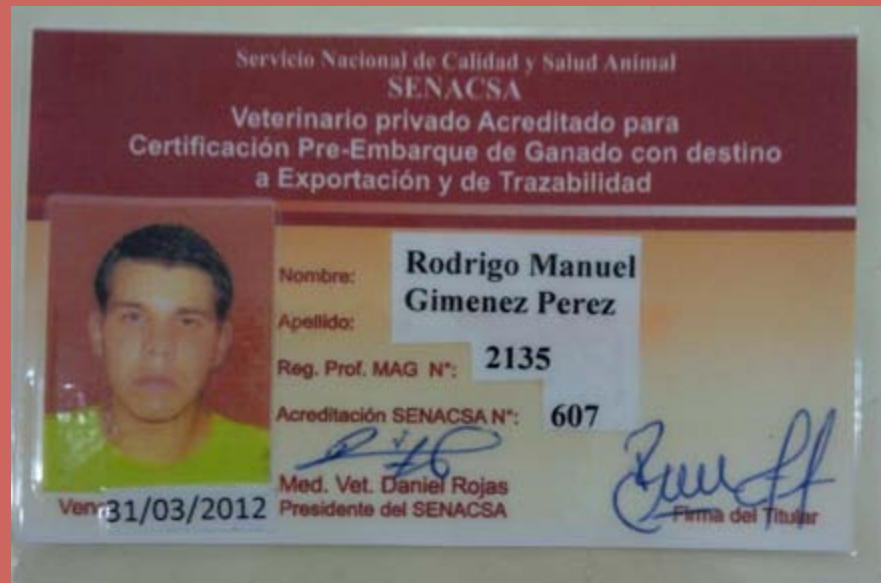 Servicio Nacional de Calidad y Salud Animal
SENACSA
Veterinario privado Acreditado para
Certificación Pre-Embarque de Ganado con destino
a Exportación y de Trazabilidad
Nombre: Rodrigo Manuel
Gimenez Perez
Apellido:
Reg. Prof. MAG N°: 2135
Acreditación SENACSA N°: 607
Med. Vet. Daniel Rojas
Presidente del SENACSA
Venc 31/03/2012
Firma del Titular